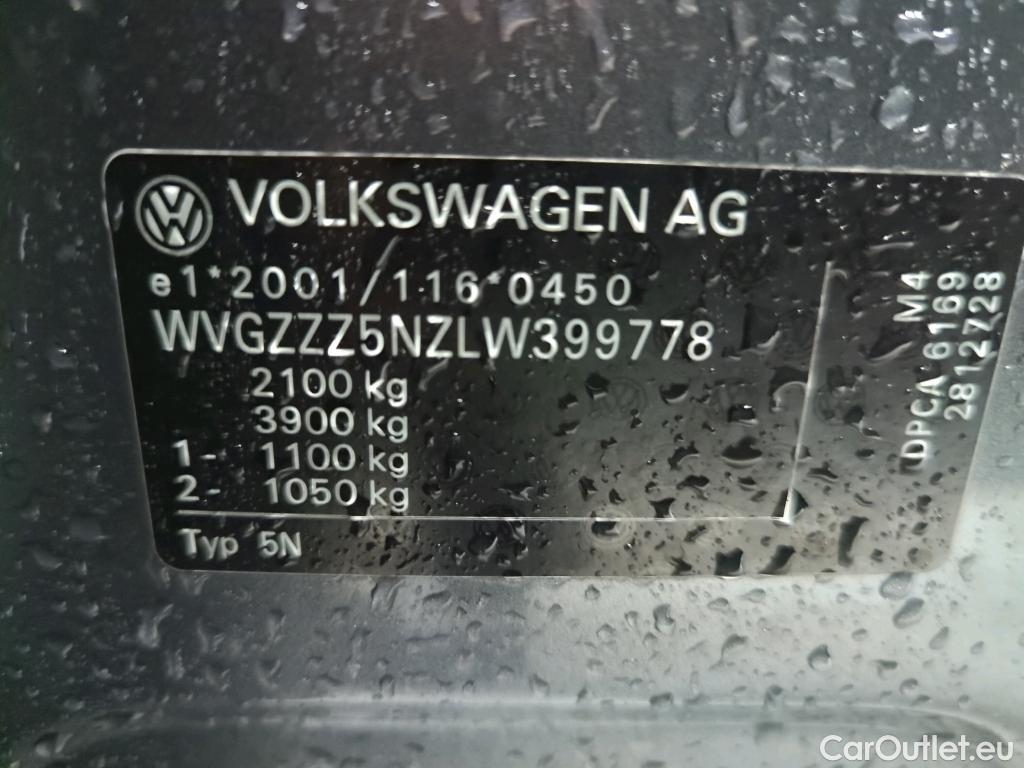 VOLKSWAGEN AG
e1*2001/116*0450
WVGZZZ5NZLW399778
2100 kg
3900 kg
1- 1100 kg
2- 1050 kg
Typ 5N
DPCA M4
6169
2812728
CarOutlet.eu